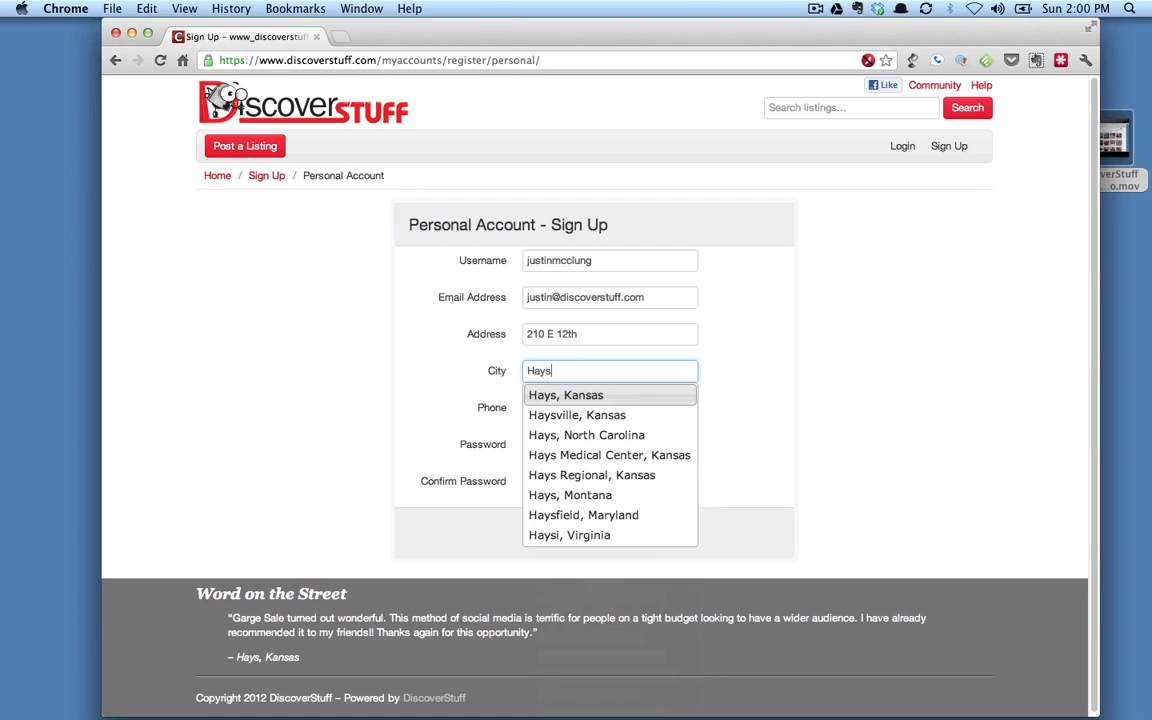 Chrome File Edit View History Bookmarks Window Help
Sun 2:00 PM
Sign Up – www_discoverstuf
https://www.discoverstuff.com/myaccounts/register/personal/
DiscoverSTUFF
Like Community Help
Search listings... Search
Post a Listing Login Sign Up
Home / Sign Up / Personal Account
verStuff
...o.mov
Personal Account - Sign Up
Username justinmcclung
Email Address justin@discoverstuff.com
Address 210 E 12th
City Hays
Hays, Kansas
Phone
Haysville, Kansas
Hays, North Carolina
Password
Hays Medical Center, Kansas
Hays Regional, Kansas
Confirm Password
Hays, Montana
Haysfield, Maryland
Haysi, Virginia
Word on the Street
“Garge Sale turned out wonderful. This method of social media is terrific for people on a tight budget looking to have a wider audience. I have already
recommended it to my friends!! Thanks again for this opportunity.”
– Hays, Kansas
Copyright 2012 DiscoverStuff – Powered by DiscoverStuff